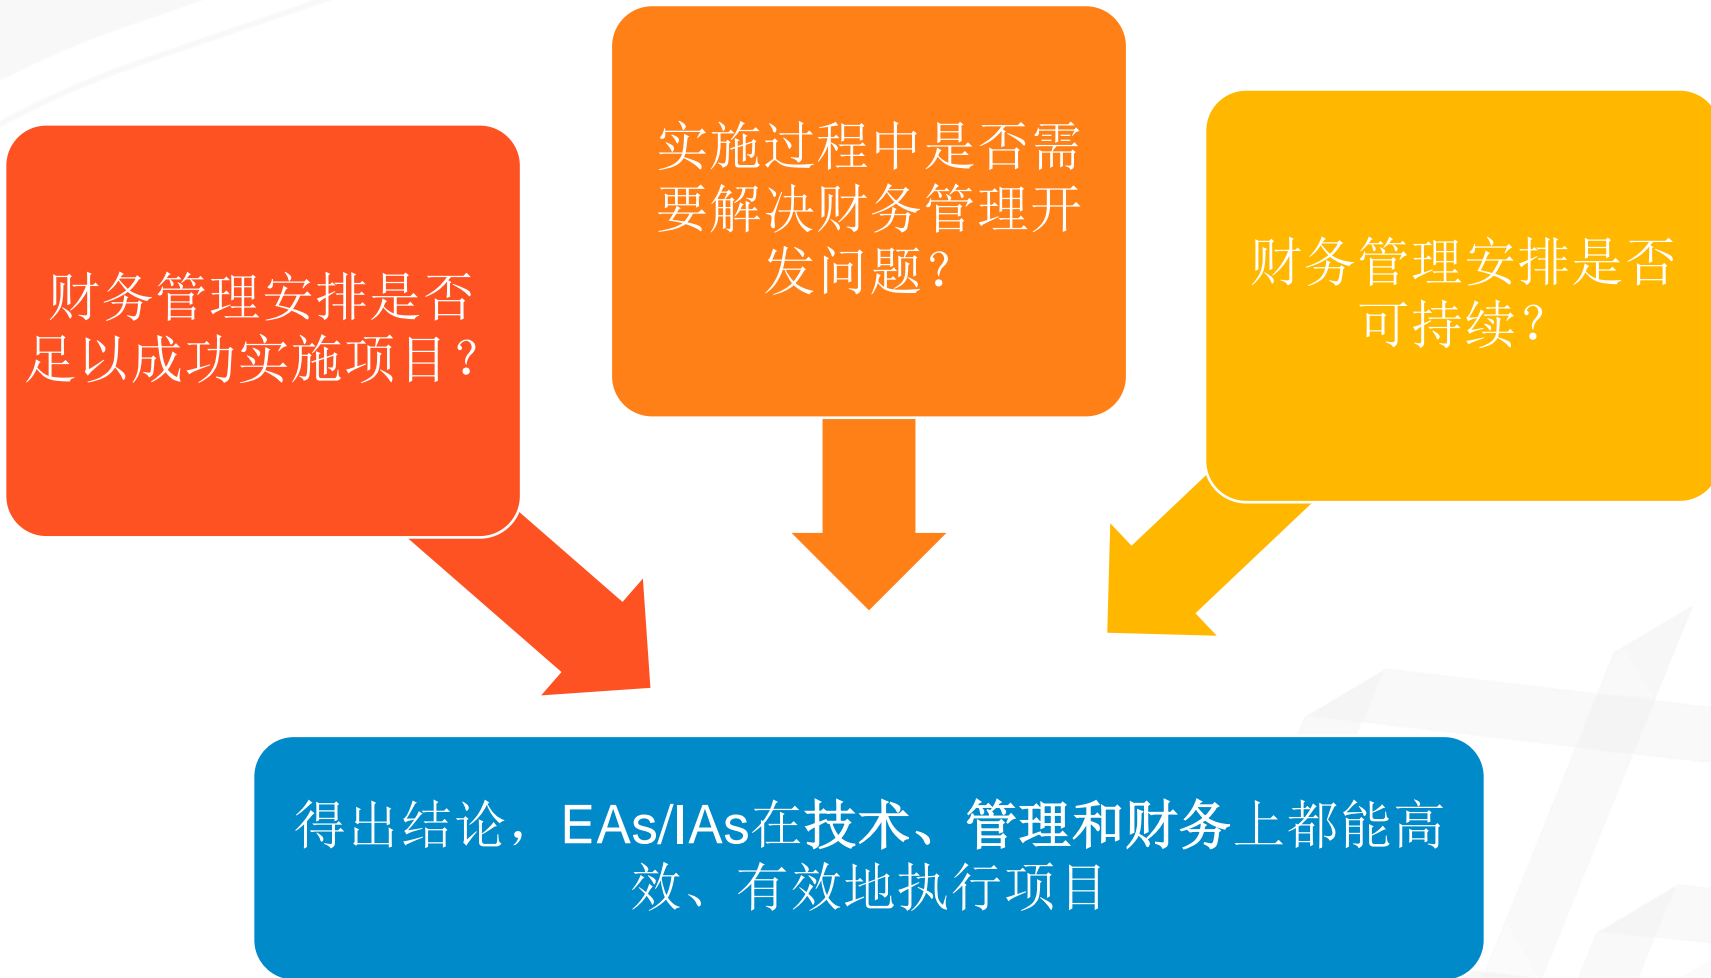 财务管理安排是否
足以成功实施项目？
实施过程中是否需
要解决财务管理开
发问题？
财务管理安排是否
可持续？
得出结论，EAs/IAs在技术、管理和财务上都能高
效、有效地执行项目